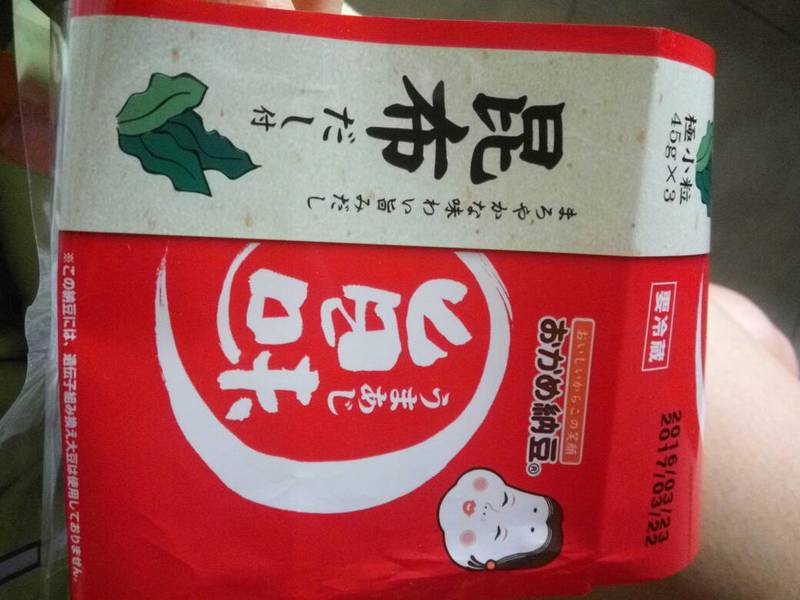 極小粒
45g×3
昆布
だし付
まろやかな味わい旨みだし
要冷蔵
おいしいからこの笑顔
おかめ納豆®
旨味
うまあじ
2016/03/23
2017/03/22
※この納豆には、遺伝子組み換え大豆は使用しておりません。